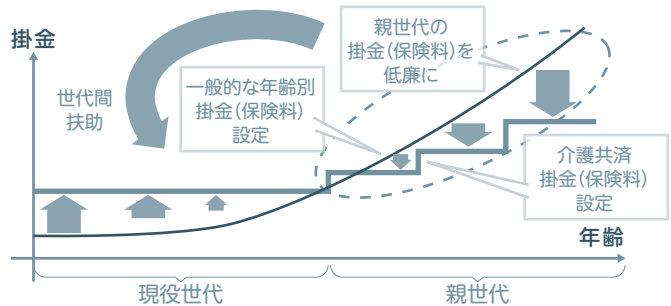 掛金
親世代の
掛金(保険料)を
低廉に
世代間
扶助
一般的な年齢別
掛金(保険料)
設定
介護共済
掛金(保険料)
設定
年齢
現役世代
親世代